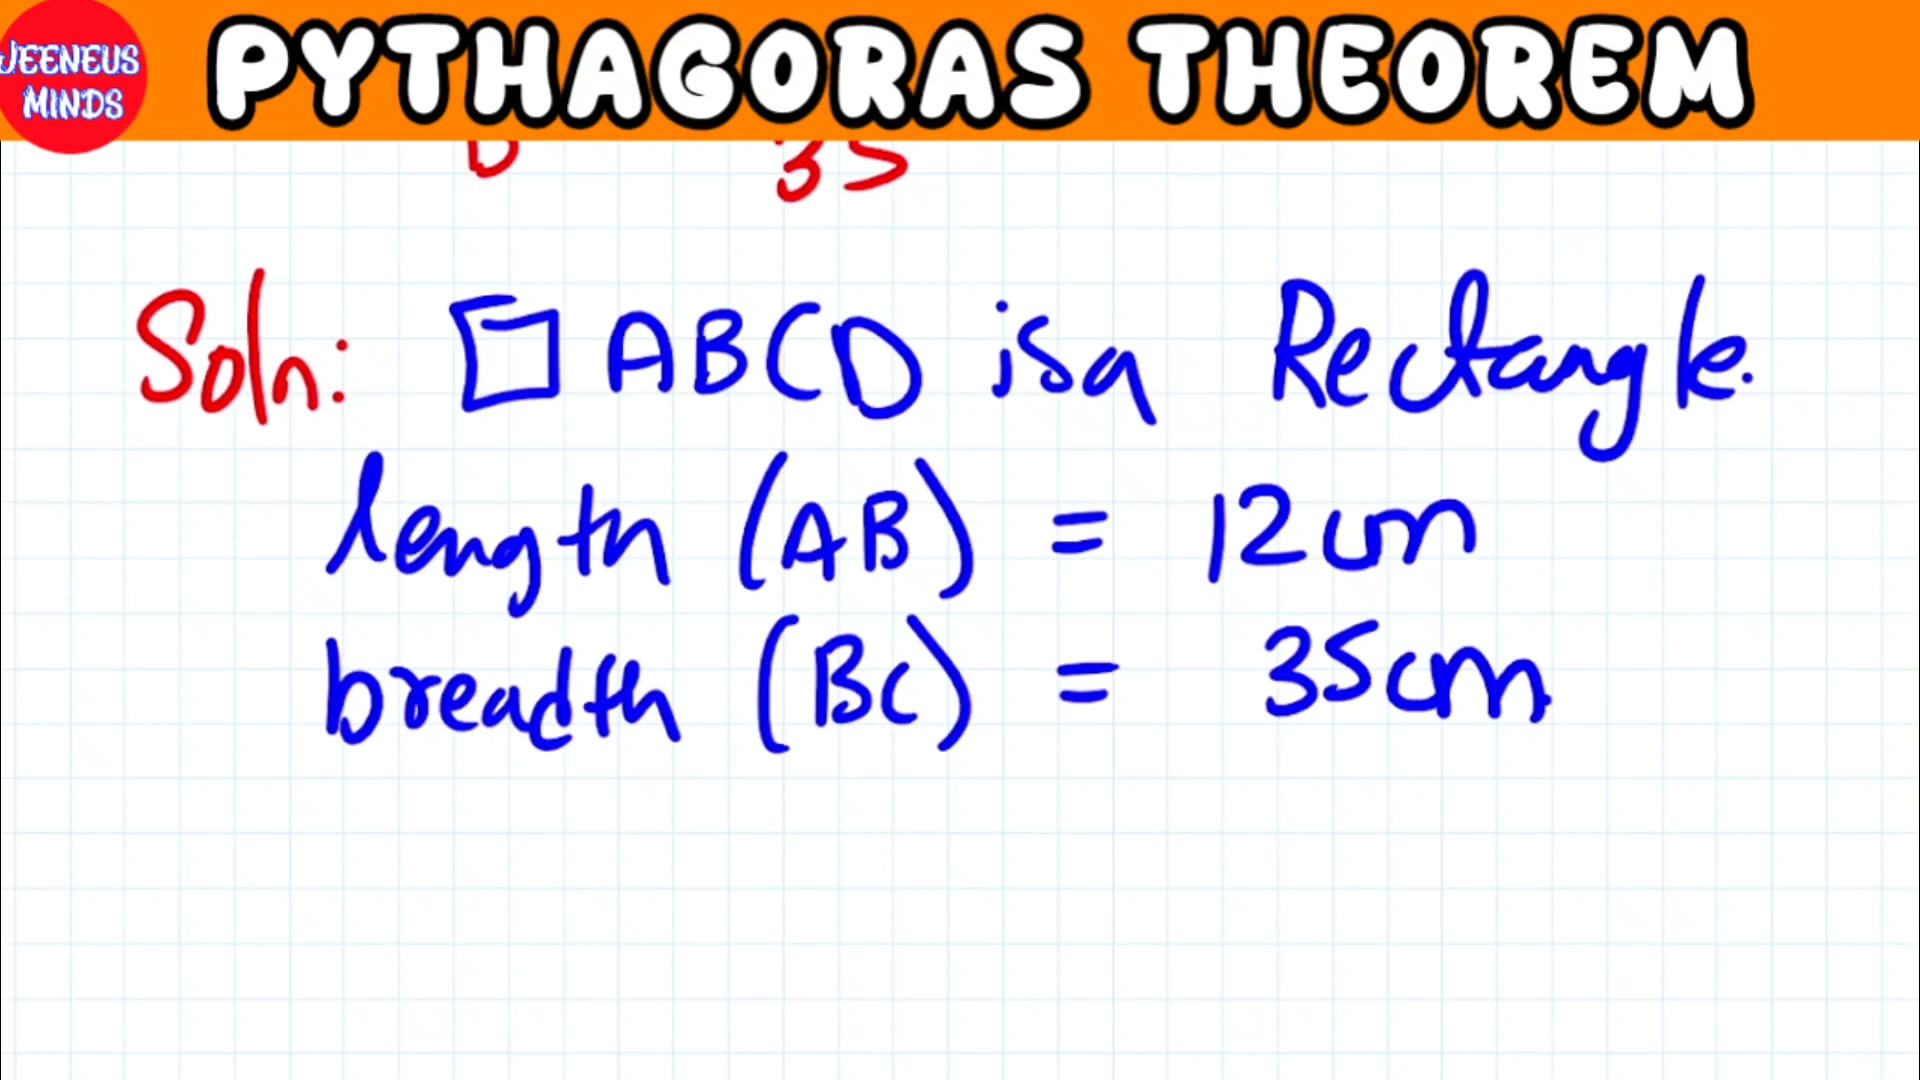 JEENEUS
MINDS
PYTHAGORAS THEOREM
35
Soln: □ ABCD is a Rectangle.
length (AB) = 12cm
breadth (BC) = 35cm